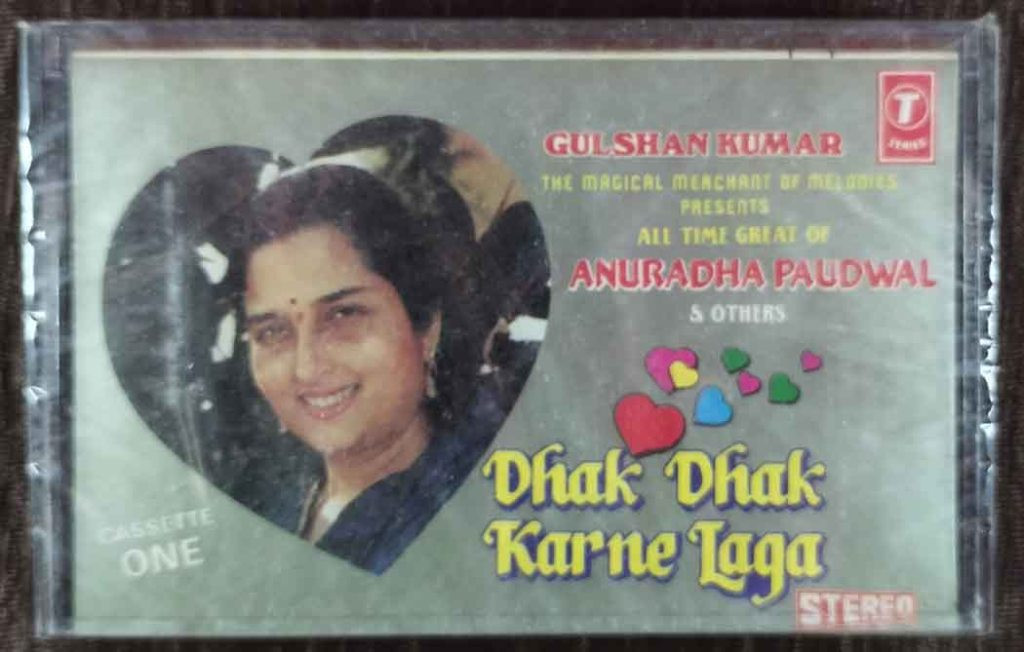 T
SERIES
GULSHAN KUMAR
THE MAGICAL MERCHANT OF MELODIES
PRESENTS
ALL TIME GREAT OF
ANURADHA PAUDWAL
& OTHERS
Dhak Dhak
Karne Laga
CASSETTE
ONE
STEREO